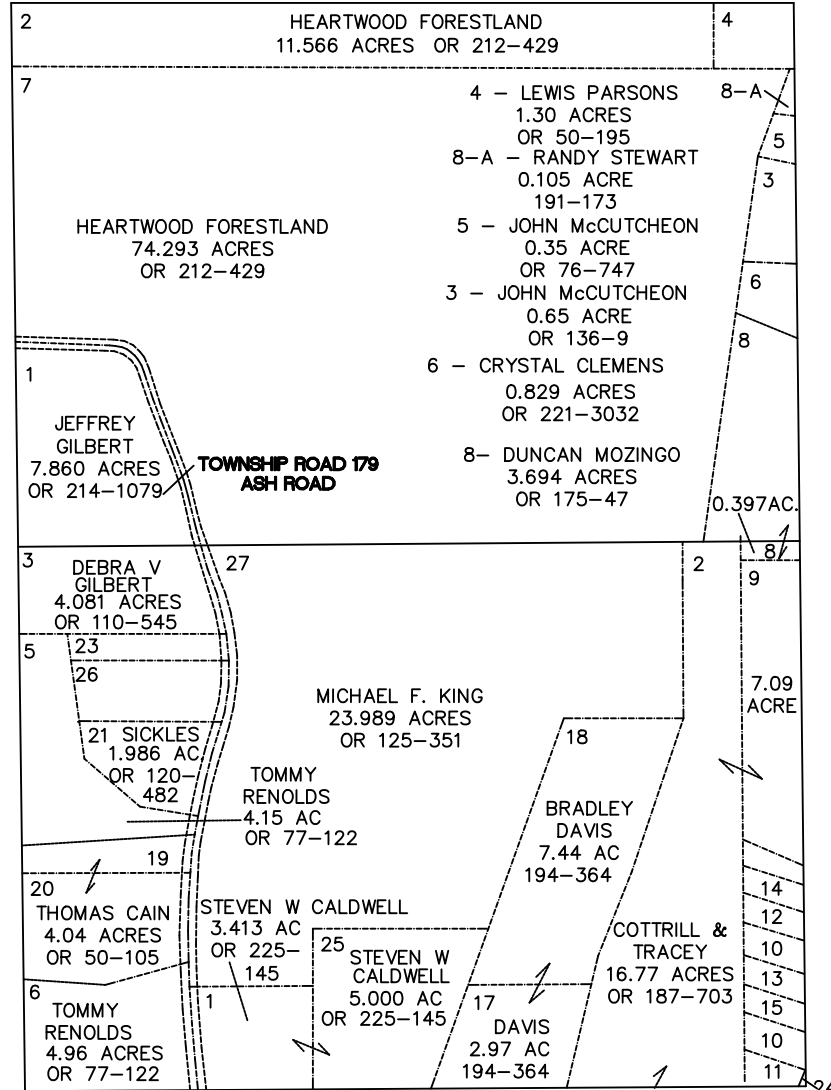 2
HEARTWOOD FORESTLAND
11.566 ACRES OR 212-429
4
7
4 - LEWIS PARSONS
1.30 ACRES
OR 50-195
8-A - RANDY STEWART
0.105 ACRE
191-173
5 - JOHN McCUTCHEON
0.35 ACRE
OR 76-747
3 - JOHN McCUTCHEON
0.65 ACRE
OR 136-9
6 - CRYSTAL CLEMENS
0.829 ACRES
OR 221-3032
8- DUNCAN MOZINGO
3.694 ACRES
OR 175-47
8-A
5
3
6
8
0.397AC.
HEARTWOOD FORESTLAND
74.293 ACRES
OR 212-429
1
JEFFREY
GILBERT
7.860 ACRES
OR 214-1079
TOWNSHIP ROAD 179
ASH ROAD
3
DEBRA V
GILBERT
4.081 ACRES
OR 110-545
27
2
8
9
5
23
26
21 SICKLES
1.986 AC
OR 120-
482
MICHAEL F. KING
23.989 ACRES
OR 125-351
7.09
ACRE
TOMMY
RENOLDS
4.15 AC
OR 77-122
18
BRADLEY
DAVIS
7.44 AC
194-364
19
20
THOMAS CAIN
4.04 ACRES
OR 50-105
STEVEN W CALDWELL
3.413 AC
OR 225-
145
1
25
STEVEN W
CALDWELL
5.000 AC
OR 225-145
COTTRILL &
TRACEY
16.77 ACRES
OR 187-703
14
12
10
13
15
10
11
6
TOMMY
RENOLDS
4.96 ACRES
OR 77-122
17
DAVIS
2.97 AC
194-364